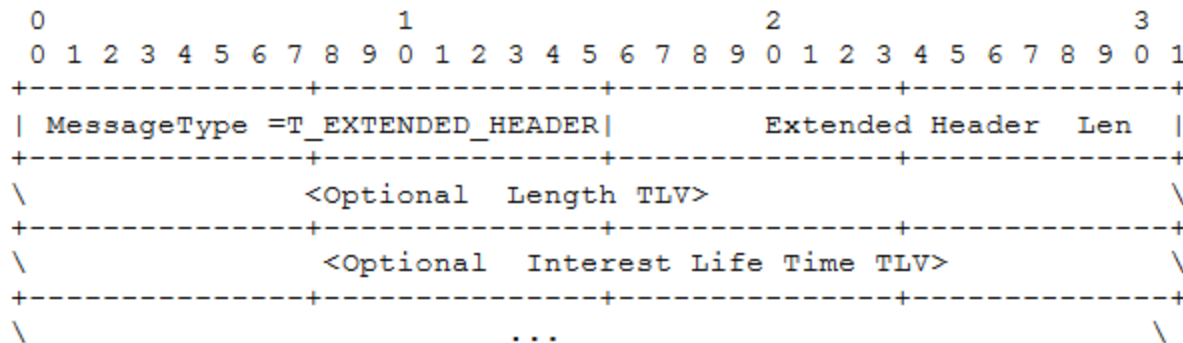 0                   1                   2                   3
 0 1 2 3 4 5 6 7 8 9 0 1 2 3 4 5 6 7 8 9 0 1 2 3 4 5 6 7 8 9 0 1
+---------------+---------------+---------------+--------------+
| MessageType =T_EXTENDED_HEADER|        Extended Header  Len  |
+---------------+---------------+---------------+--------------+
\               <Optional  Length TLV>                         \
+---------------+---------------+---------------+--------------+
\                <Optional  Interest Life Time TLV>            \
+---------------+---------------+---------------+--------------+
\                          ...                                \